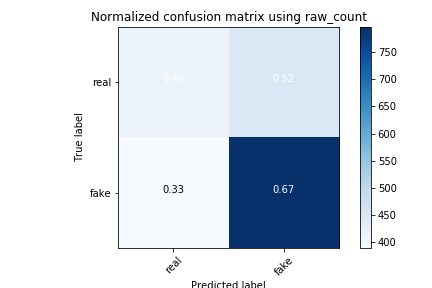 Normalized confusion matrix using raw_count
real
0.48
0.52
fake
0.33
0.67
True label
real
fake
Predicted label
750
700
650
600
550
500
450
400